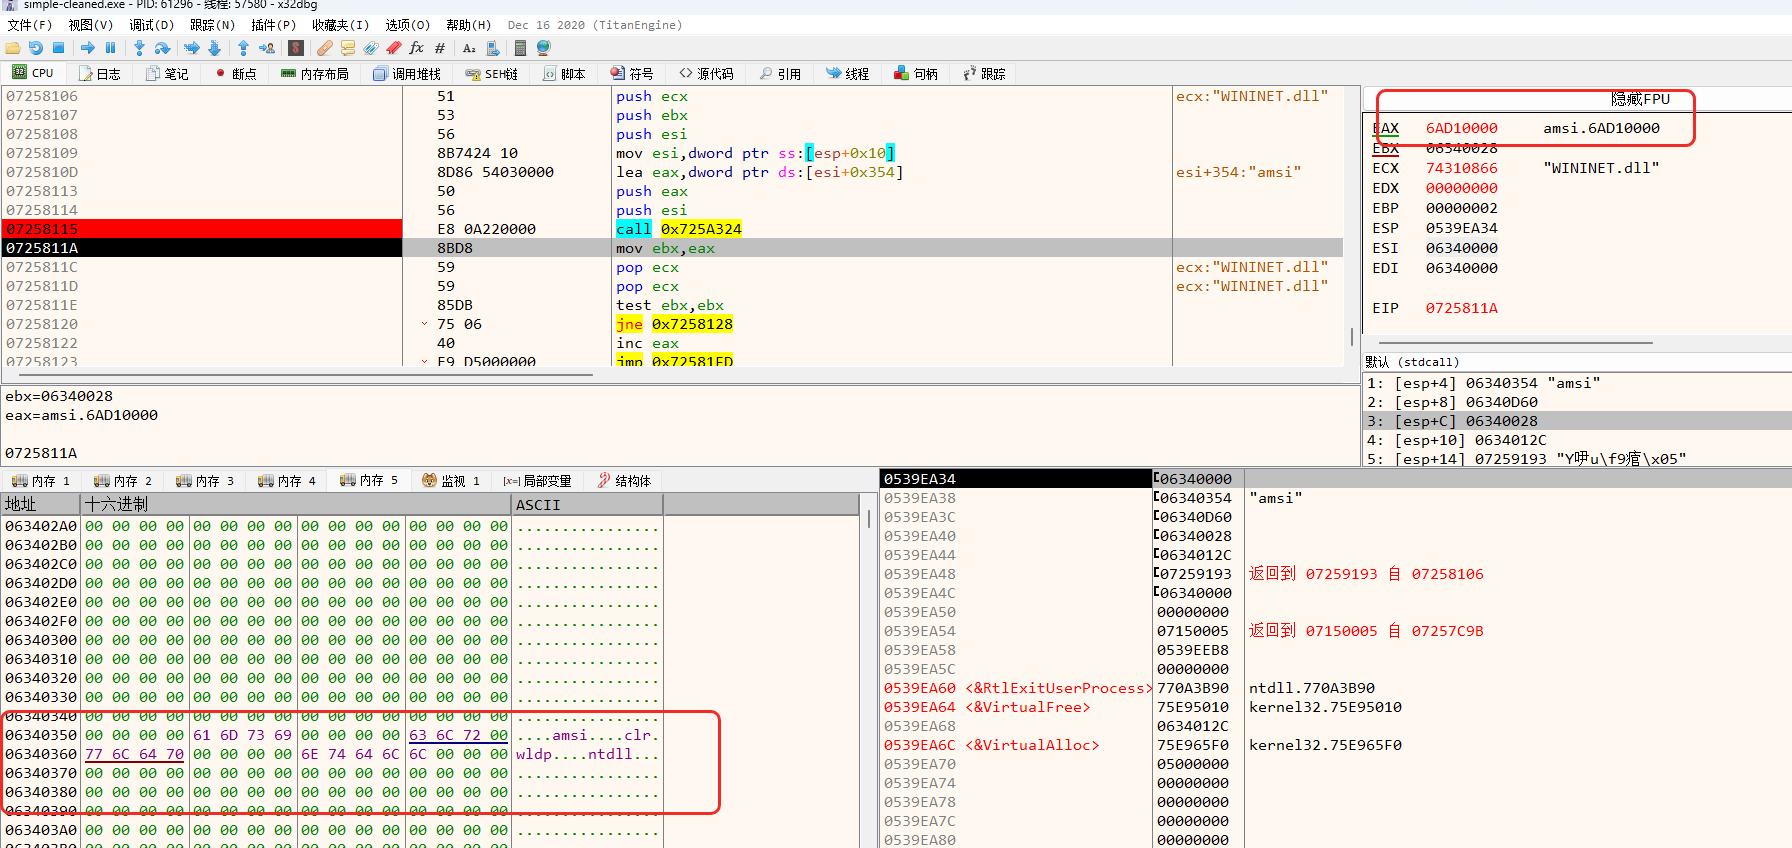 simple-cleaned.exe - PID: 61296 - 线程: 57580 - x32dbg
文件(F) 视图(V) 调试(D) 跟踪(N) 插件(P) 收藏夹(I) 选项(O) 帮助(H) Dec 16 2020 (TitanEngine)
CPU 日志 笔记 断点 内存布局 调用堆栈 SEH链 脚本 符号 源代码 引用 线程 句柄 跟踪
07258106 51 push ecx ecx:"WININET.dll"
07258107 53 push ebx
07258108 56 push esi
07258109 8B7424 10 mov esi,dword ptr ss:[esp+0x10]
0725810D 8D86 54030000 lea eax,dword ptr ds:[esi+0x354] esi+354:"amsi"
07258113 50 push eax
07258114 56 push esi
07258115 E8 0A220000 call 0x725A324
0725811A 8BD8 mov ebx,eax
0725811C 59 pop ecx ecx:"WININET.dll"
0725811D 59 pop ecx ecx:"WININET.dll"
0725811E 85DB test ebx,ebx
07258120 75 06 jne 0x7258128
07258122 40 inc eax
07258123 E9 D5000000 jmp 0x72581FD
隐藏FPU
EAX 6AD10000 amsi.6AD10000
EBX 06340028
ECX 74310866 "WININET.dll"
EDX 00000000
EBP 00000002
ESP 0539EA34
ESI 06340000
EDI 06340000
EIP 0725811A
默认 (stdcall)
1: [esp+4] 06340354 "amsi"
2: [esp+8] 06340D60
3: [esp+C] 06340028
4: [esp+10] 0634012C
5: [esp+14] 07259193
ebx=06340028
eax=amsi.6AD10000
0725811A
内存 1 内存 2 内存 3 内存 4 内存 5 监视 1 [x=] 局部变量 结构体
地址 十六进制 ASCII
063402A0 00 00 00 00 00 00 00 00 00 00 00 00 00 00 00 00 ................
063402B0 00 00 00 00 00 00 00 00 00 00 00 00 00 00 00 00 ................
063402C0 00 00 00 00 00 00 00 00 00 00 00 00 00 00 00 00 ................
063402D0 00 00 00 00 00 00 00 00 00 00 00 00 00 00 00 00 ................
063402E0 00 00 00 00 00 00 00 00 00 00 00 00 00 00 00 00 ................
063402F0 00 00 00 00 00 00 00 00 00 00 00 00 00 00 00 00 ................
06340300 00 00 00 00 00 00 00 00 00 00 00 00 00 00 00 00 ................
06340310 00 00 00 00 00 00 00 00 00 00 00 00 00 00 00 00 ................
06340320 00 00 00 00 00 00 00 00 00 00 00 00 00 00 00 00 ................
06340330 00 00 00 00 00 00 00 00 00 00 00 00 00 00 00 00 ................
06340340 00 00 00 00 00 00 00 00 00 00 00 00 00 00 00 00 ................
06340350 00 00 00 00 61 6D 73 69 00 00 00 00 63 6C 72 00 ....amsi....clr.
06340360 77 6C 64 70 00 00 00 00 6E 74 64 6C 6C 00 00 00 wldp....ntdll...
06340370 00 00 00 00 00 00 00 00 00 00 00 00 00 00 00 00 ................
06340380 00 00 00 00 00 00 00 00 00 00 00 00 00 00 00 00 ................
06340390 00 00 00 00 00 00 00 00 00 00 00 00 00 00 00 00 ................
063403A0 00 00 00 00 00 00 00 00 00 00 00 00 00 00 00 00 ................
063403B0 00 00 00 00 00 00 00 00 00 00 00 00 00 00 00 00
0539EA34 06340000
0539EA38 06340354 "amsi"
0539EA3C 06340D60
0539EA40 06340028
0539EA44 0634012C
0539EA48 07259193 返回到 07259193 自 07258106
0539EA4C 06340000
0539EA50 00000000
0539EA54 07150005 返回到 07150005 自 07257C9B
0539EA58 0539EEB8
0539EA5C 00000000
0539EA60 <&RtlExitUserProcess> 770A3B90 ntdll.770A3B90
0539EA64 <&VirtualFree> 75E95010 kernel32.75E95010
0539EA68 0634012C
0539EA6C <&VirtualAlloc> 75E965F0 kernel32.75E965F0
0539EA70 05000000
0539EA74 00000000
0539EA78 00000000
0539EA7C 00000000
0539EA80 00000000